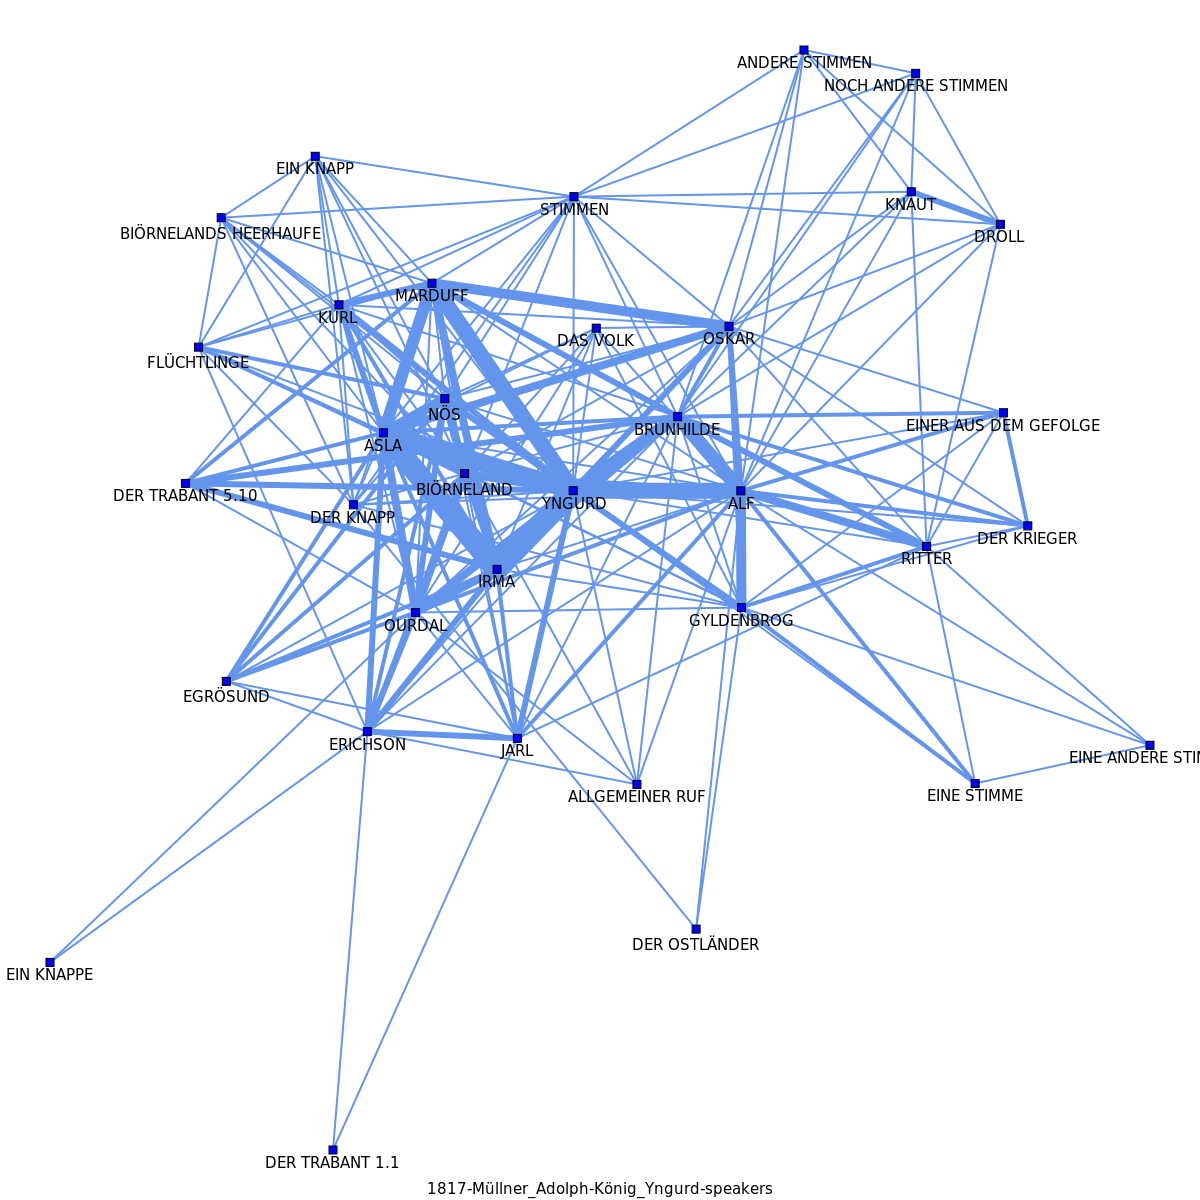 ANDERE STIMMEN
NOCH ANDERE STIMMEN
EIN KNAPP
STIMMEN
KNAUT
BIÖRNELANDS HEERHAUFE
DROLL
MARDUFF
KURL
DAS VOLK
OSKAR
FLÜCHTLINGE
NÖS
EINER AUS DEM GEFOLGE
BRUNHILDE
ASLA
BIÖRNELAND
DER TRABANT 5.10
YNGURD
ALF
DER KNAPP
DER KRIEGER
RITTER
IRMA
GYLDENBROG
OURDAL
EGRÖSUND
ERICHSON
JARL
EINE ANDERE STIM
ALLGEMEINER RUF
EINE STIMME
DER OSTLÄNDER
EIN KNAPPE
DER TRABANT 1.1
1817-Müllner_Adolph-König_Yngurd-speakers